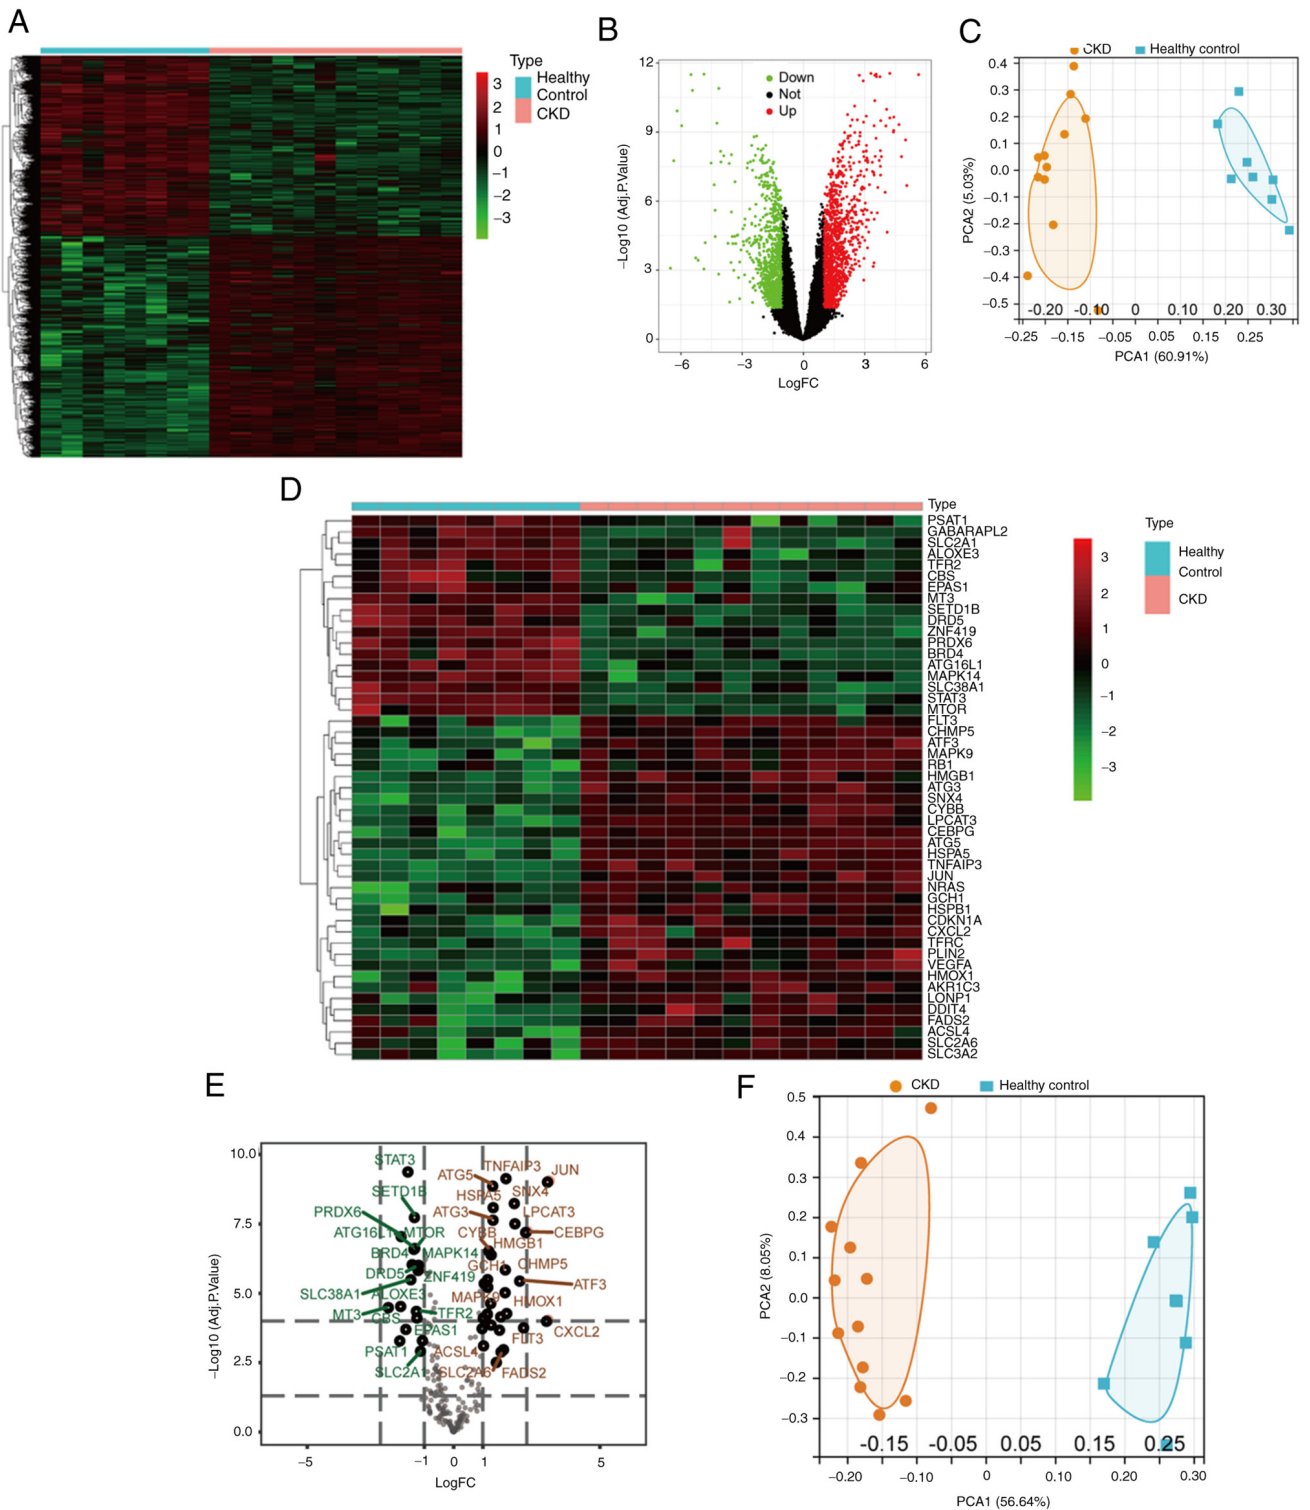 A
Type
Healthy
Control
CKD
3
2
1
0
−1
−2
−3
B
Down
Not
Up
12
9
6
3
0
−Log10 (Adj.P.Value)
−6
−3
0
3
6
LogFC
C
CKD
Healthy control
0.4
0.3
0.2
0.1
0.0
−0.1
−0.2
−0.3
−0.4
−0.5
PCA2 (5.03%)
-0.20 -0.10 0 0.10 0.20 0.30
−0.25 −0.15 −0.05 0.05 0.15 0.25
PCA1 (60.91%)
D
Type
PSAT1
GABARAPL2
SLC2A1
ALOXE3
TFR2
CBS
EPAS1
MT3
SETD1B
DRD5
ZNF419
PRDX6
BRD4
ATG16L1
MAPK14
SLC38A1
STAT3
MTOR
FLT3
CHMP5
ATF3
MAPK9
RB1
HMGB1
ATG3
SNX4
CYBB
LPCAT3
CEBPG
ATG5
HSPA5
TNFAIP3
JUN
NRAS
GCH1
HSPB1
CDKN1A
CXCL2
TFRC
PLIN2
VEGFA
HMOX1
AKR1C3
LONP1
DDIT4
FADS2
ACSL4
SLC2A6
SLC3A2
3
2
1
0
−1
−2
−3
Type
Healthy
Control
CKD
E
10.0
7.5
5.0
2.5
0.0
−Log10 (Adj.P.Value)
STAT3
TNFAIP3
JUN
ATG5
SETD1B
HSPA5
SNX4
PRDX6
ATG3
LPCAT3
ATG16L1
MTOR
CYBB
CEBPG
HMGB1
BRD4
MAPK14
GCH1
CHMP5
DRD5
ZNF419
ATF3
SLC38A1
ALOXE3
MAPK9
HMOX1
MT3
CBS
TFR2
EPAS1
CXCL2
FLT3
PSAT1
ACSL4
SLC2A1
SLC2A6
FADS2
−5
−1
0
1
5
LogFC
F
CKD
Healthy control
0.5
0.4
0.3
0.2
0.1
0.0
−0.1
−0.2
−0.3
PCA2 (8.05%)
-0.15 -0.05 0.05 0.15 0.25
−0.20 −0.10 0 0.10 0.20 0.30
PCA1 (56.64%)